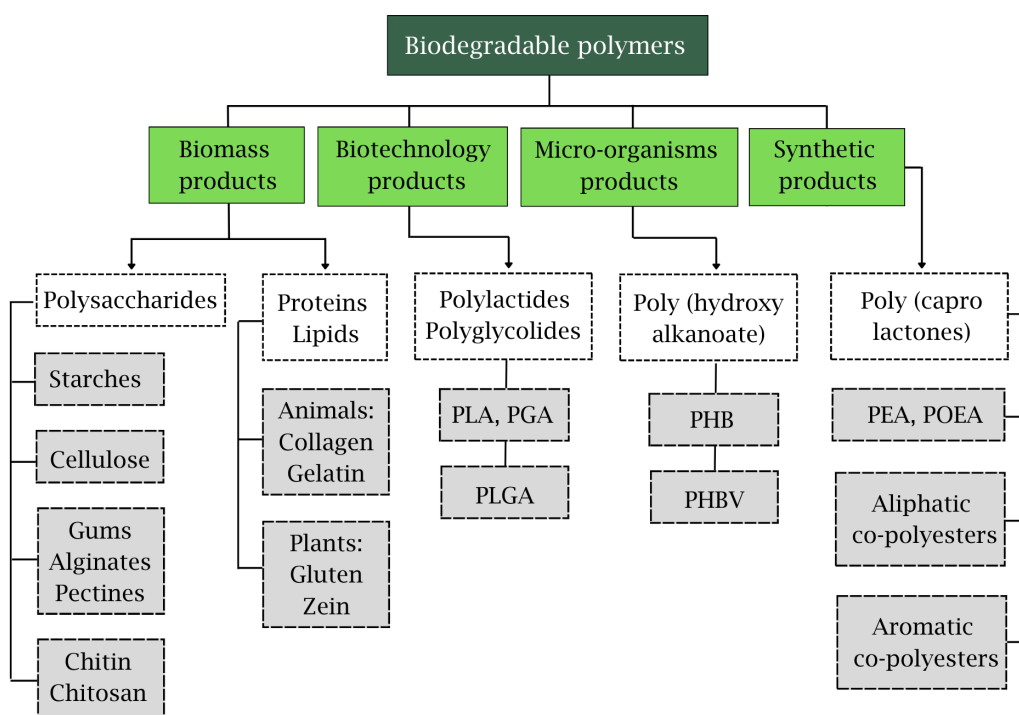 Biodegradable polymers
Biomass
products
Biotechnology
products
Micro-organisms
products
Synthetic
products
Polysaccharides
Proteins
Lipids
Polylactides
Polyglycolides
Poly (hydroxy
alkanoate)
Poly (capro
lactones)
Starches
Cellulose
Gums
Alginates
Pectines
Chitin
Chitosan
Animals:
Collagen
Gelatin
Plants:
Gluten
Zein
PLA, PGA
PLGA
PHB
PHBV
PEA, POEA
Aliphatic
co-polyesters
Aromatic
co-polyesters